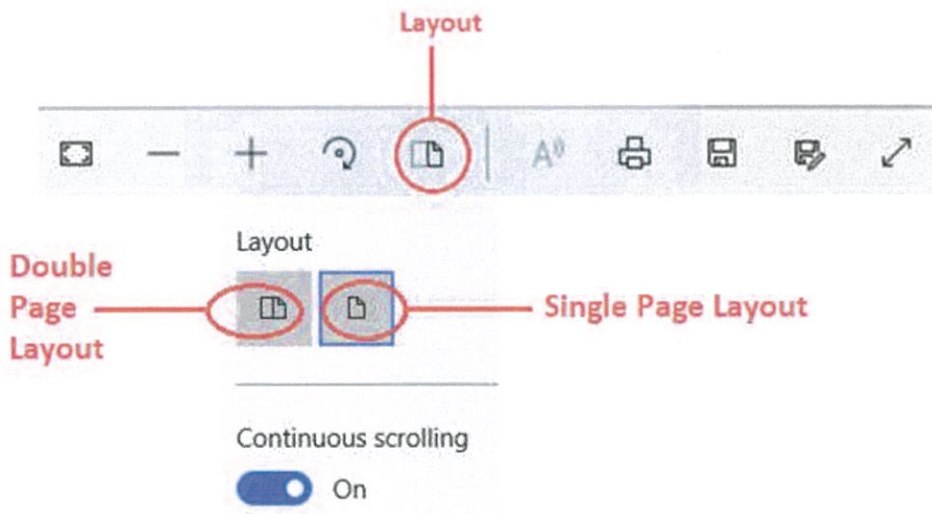 Layout
A
Layout
Double
Page
Layout
Single Page Layout
Continuous scrolling
On